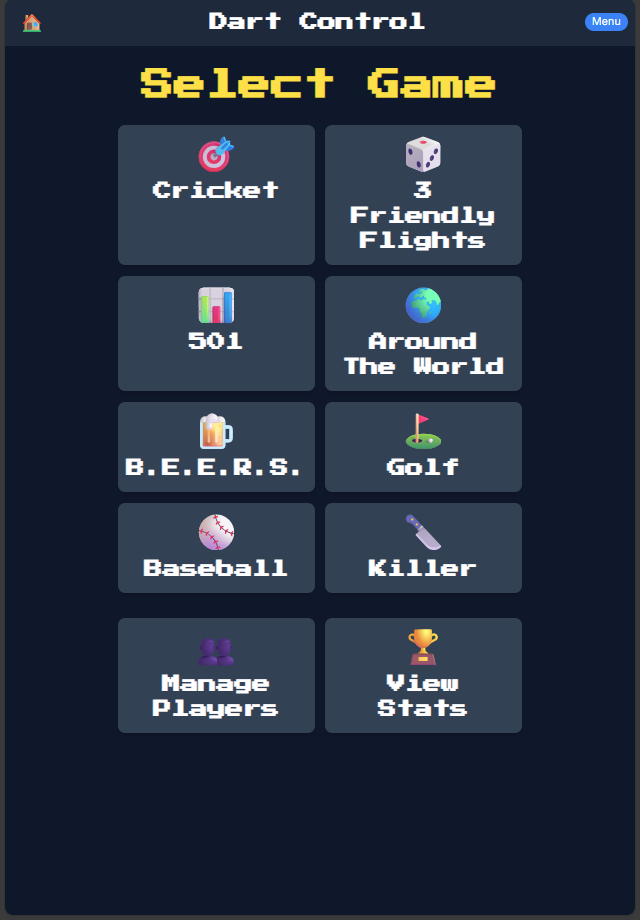 Dart Control
Menu
Select Game
Cricket
3
Friendly
Flights
501
Around
The World
B.E.E.R.S.
Golf
Baseball
Killer
Manage
Players
View
Stats